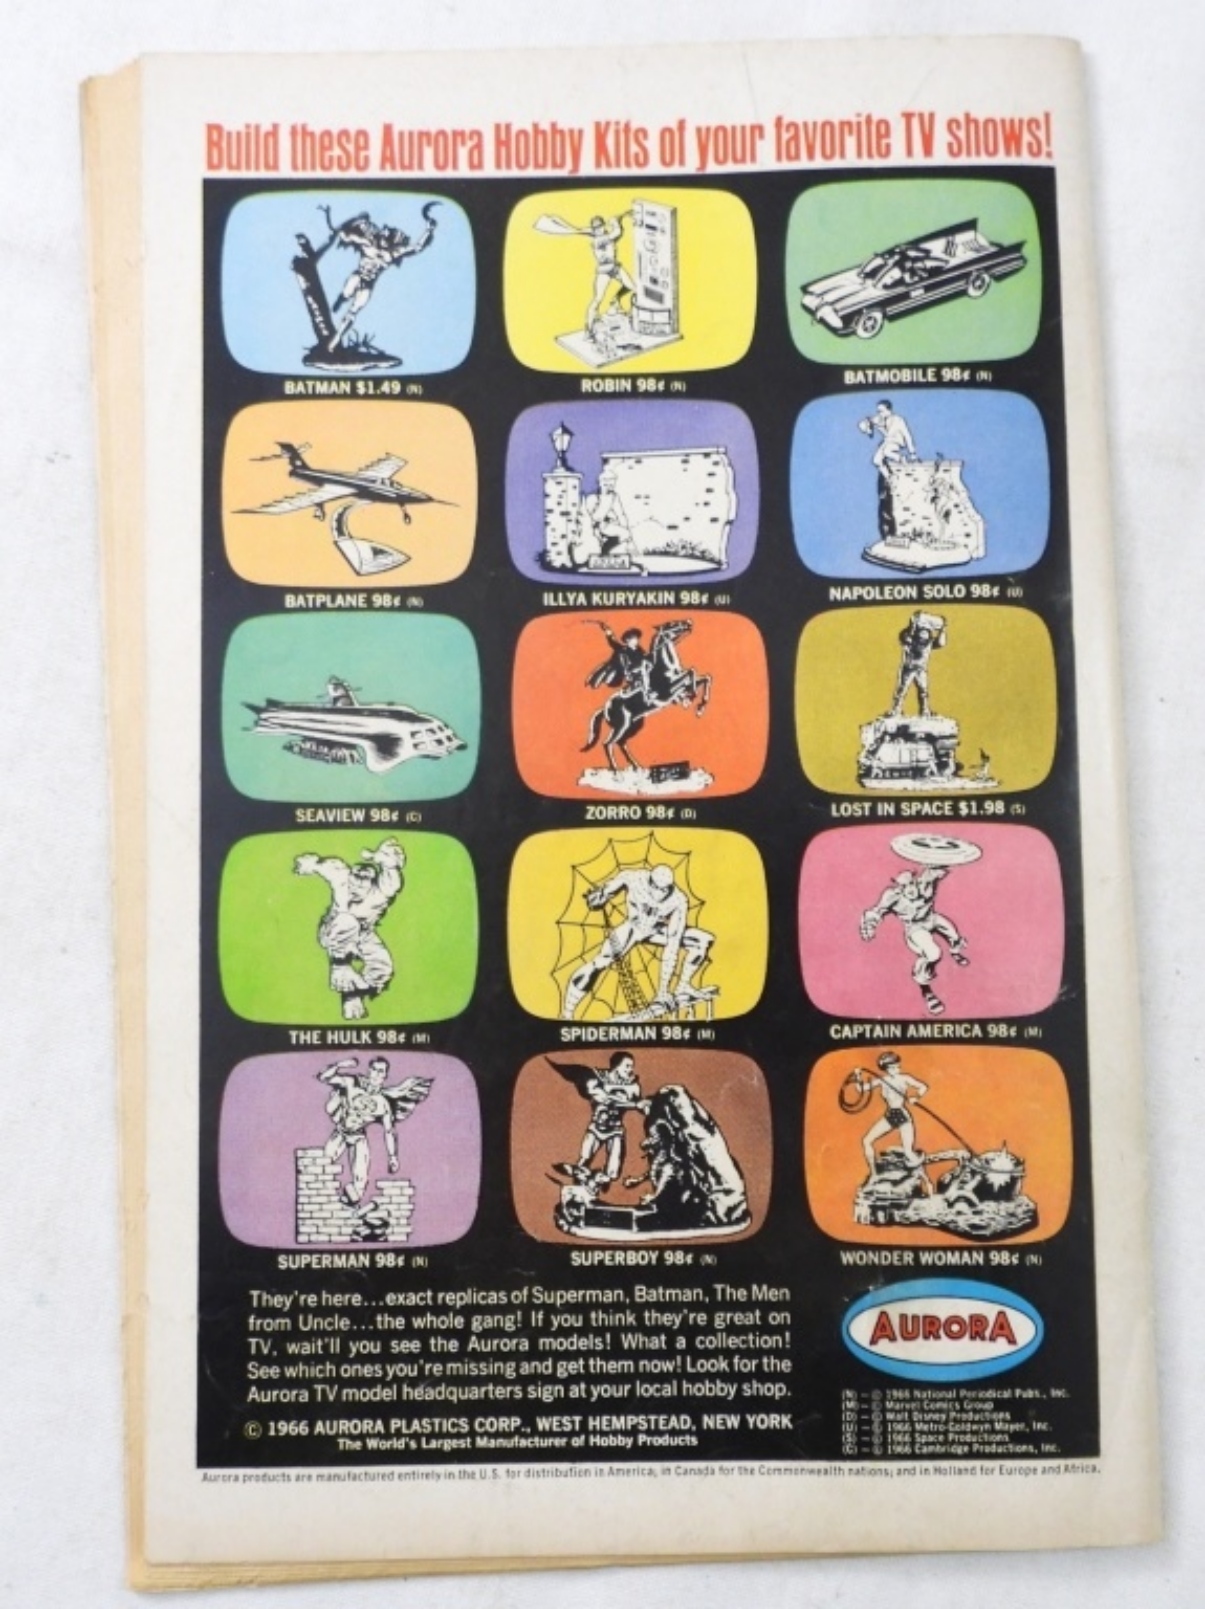 Build these Aurora Hobby Kits of your favorite TV shows!
BATMAN $1.49 (N)
ROBIN 98¢ (N)
BATMOBILE 98¢ (N)
BATPLANE 98¢ (N)
ILLYA KURYAKIN 98¢ (U)
NAPOLEON SOLO 98¢ (U)
SEAVIEW 98¢ (C)
ZORRO 98¢ (D)
LOST IN SPACE $1.98 (S)
THE HULK 98¢ (M)
SPIDERMAN 98¢ (M)
CAPTAIN AMERICA 98¢ (M)
SUPERMAN 98¢ (N)
SUPERBOY 98¢ (N)
WONDER WOMAN 98¢ (N)
They're here...exact replicas of Superman, Batman, The Men
from Uncle...the whole gang! If you think they're great on
TV, wait'll you see the Aurora models! What a collection!
See which ones you're missing and get them now! Look for the
Aurora TV model headquarters sign at your local hobby shop.
© 1966 AURORA PLASTICS CORP., WEST HEMPSTEAD, NEW YORK
The World's Largest Manufacturer of Hobby Products
AURORA
(N) – © 1966 National Periodical Pubs., Inc.
(M) – © Marvel Comics Group
(D) – © Walt Disney Productions
(U) – © 1966 Metro-Goldwyn Mayer, Inc.
(S) – © 1966 Space Productions
(C) – © 1966 Cambridge Productions, Inc.
Aurora products are manufactured entirely in the U.S. for distribution in America; in Canada for the Commonwealth nations; and in Holland for Europe and Africa.